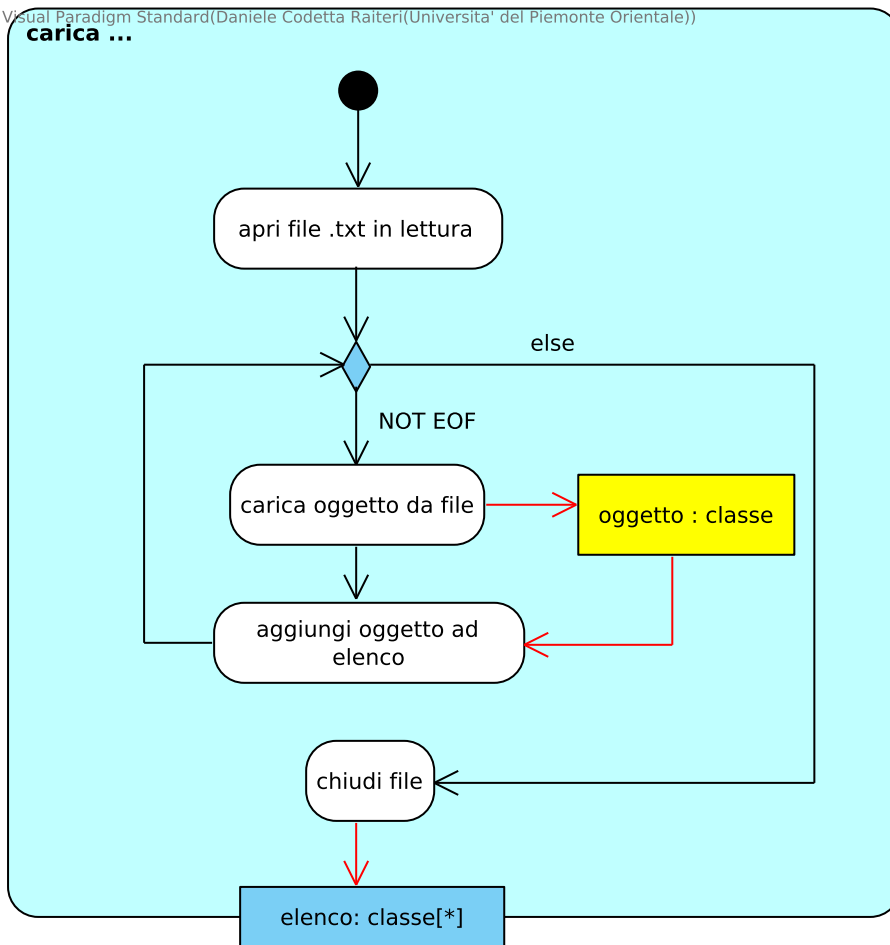 Visual Paradigm Standard(Daniele Codetta Raiteri(Universita' del Piemonte Orientale))
carica ...
apri file .txt in lettura
else
NOT EOF
carica oggetto da file
oggetto : classe
aggiungi oggetto ad
elenco
chiudi file
elenco: classe[*]